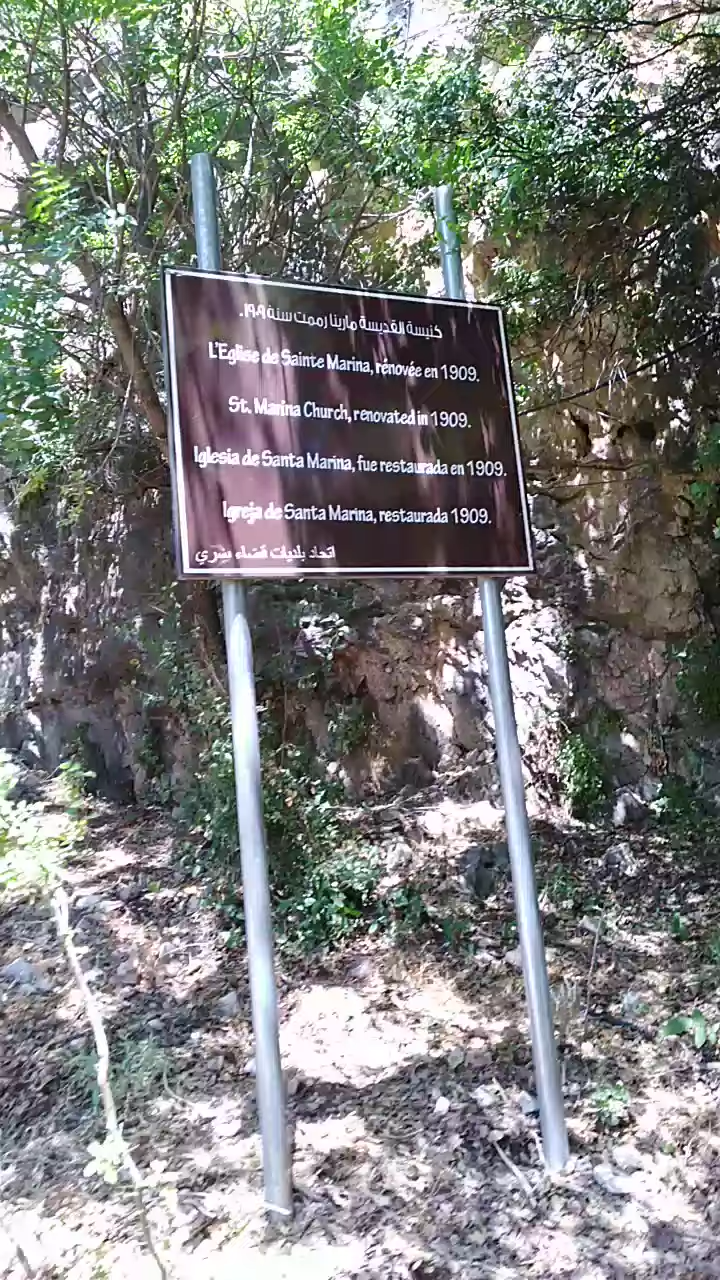 كنيسة القديسة مارينا رممت سنة ١٩٠٩.
L'Eglise de Sainte Marina, rénovée en 1909.
St. Marina Church, renovated in 1909.
Iglesia de Santa Marina, fue restaurada en 1909.
Igreja de Santa Marina, restaurada 1909.
اتحاد بلديات قضاء بشري